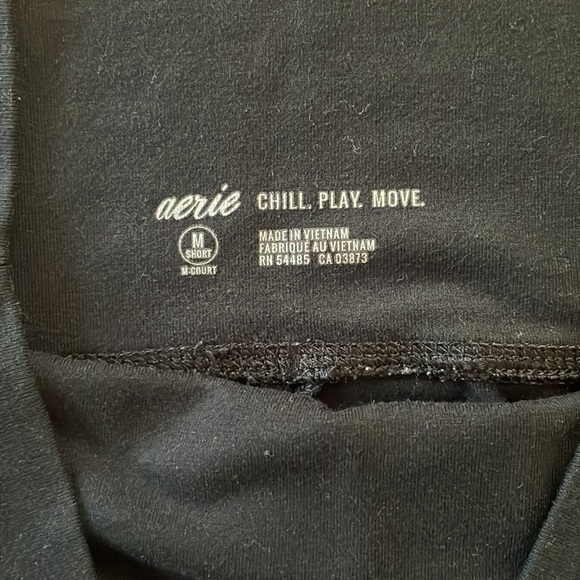 aerie CHILL. PLAY. MOVE.
M
SHORT
M:COURT
MADE IN VIETNAM
FABRIQUÉ AU VIETNAM
RN 54485 CA 03873